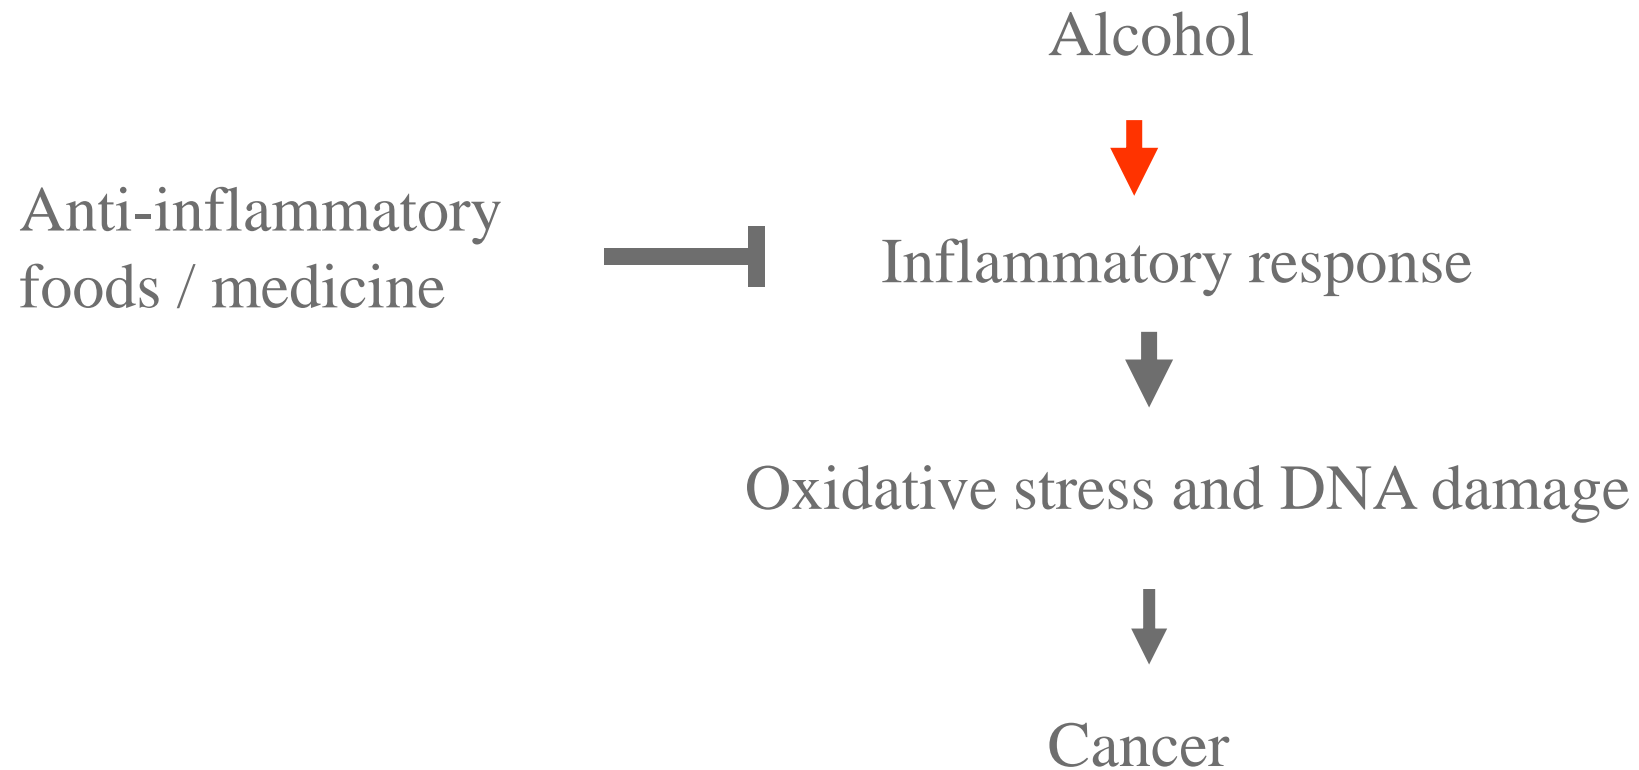 Alcohol
Anti-inflammatory
foods / medicine
Inflammatory response
Oxidative stress and DNA damage
Cancer